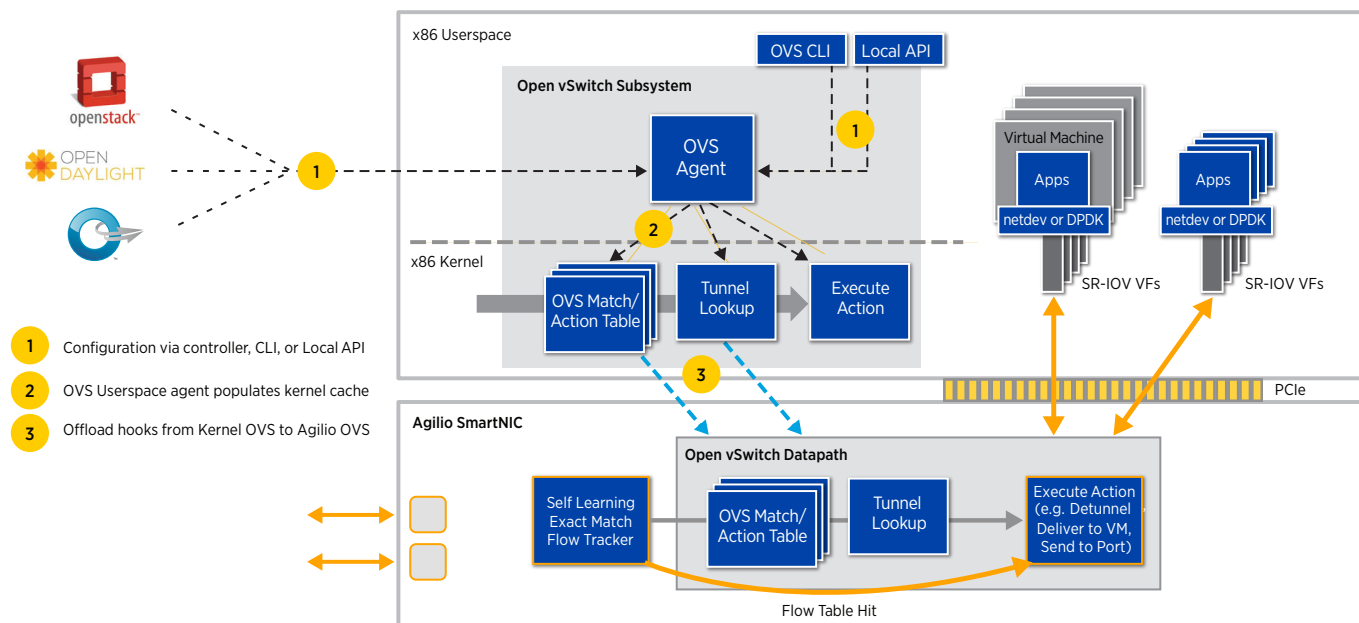 x86 Userspace
OVS CLI
Local API
Open vSwitch Subsystem
openstack™
OPEN
DAYLIGHT
™
1
1
OVS
Agent
2
x86 Kernel
OVS Match/
Action Table
Tunnel
Lookup
Execute
Action
Virtual Machine
Apps
netdev or DPDK
SR-IOV VFs
Apps
netdev or DPDK
SR-IOV VFs
1 Configuration via controller, CLI, or Local API
2 OVS Userspace agent populates kernel cache
3 Offload hooks from Kernel OVS to Agilio OVS
3
PCIe
Agilio SmartNIC
Open vSwitch Datapath
Self Learning
Exact Match
Flow Tracker
OVS Match/
Action Table
Tunnel
Lookup
Execute Action
(e.g. Detunnel
Deliver to VM,
Send to Port)
Flow Table Hit